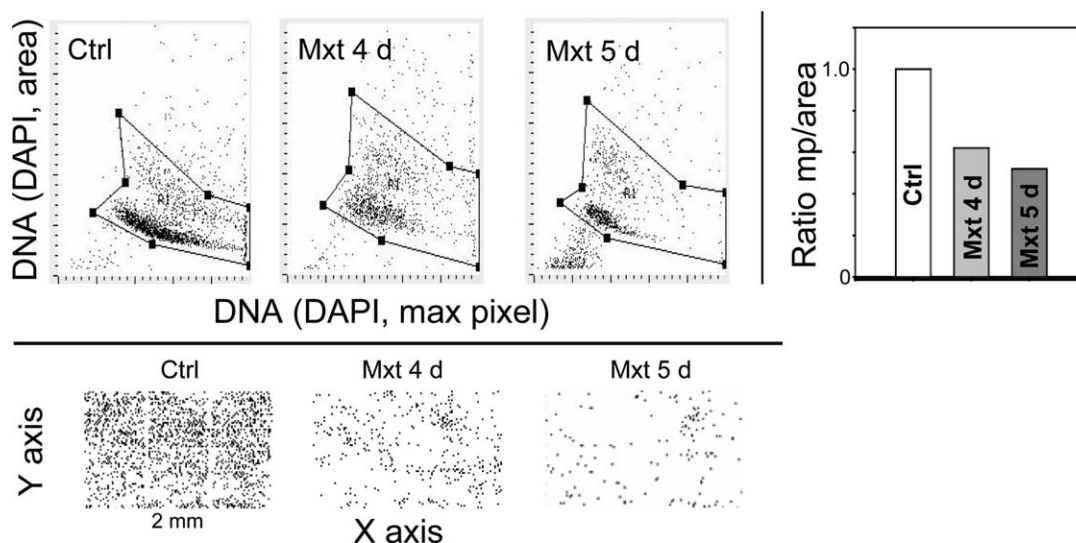 Ctrl
Mxt 4 d
Mxt 5 d
DNA (DAPI, area)
R1
R1
R1
DNA (DAPI, max pixel)
Ratio mp/area
1.0
0
Ctrl
Mxt 4 d
Mxt 5 d
Ctrl
Mxt 4 d
Mxt 5 d
Y axis
2 mm
X axis